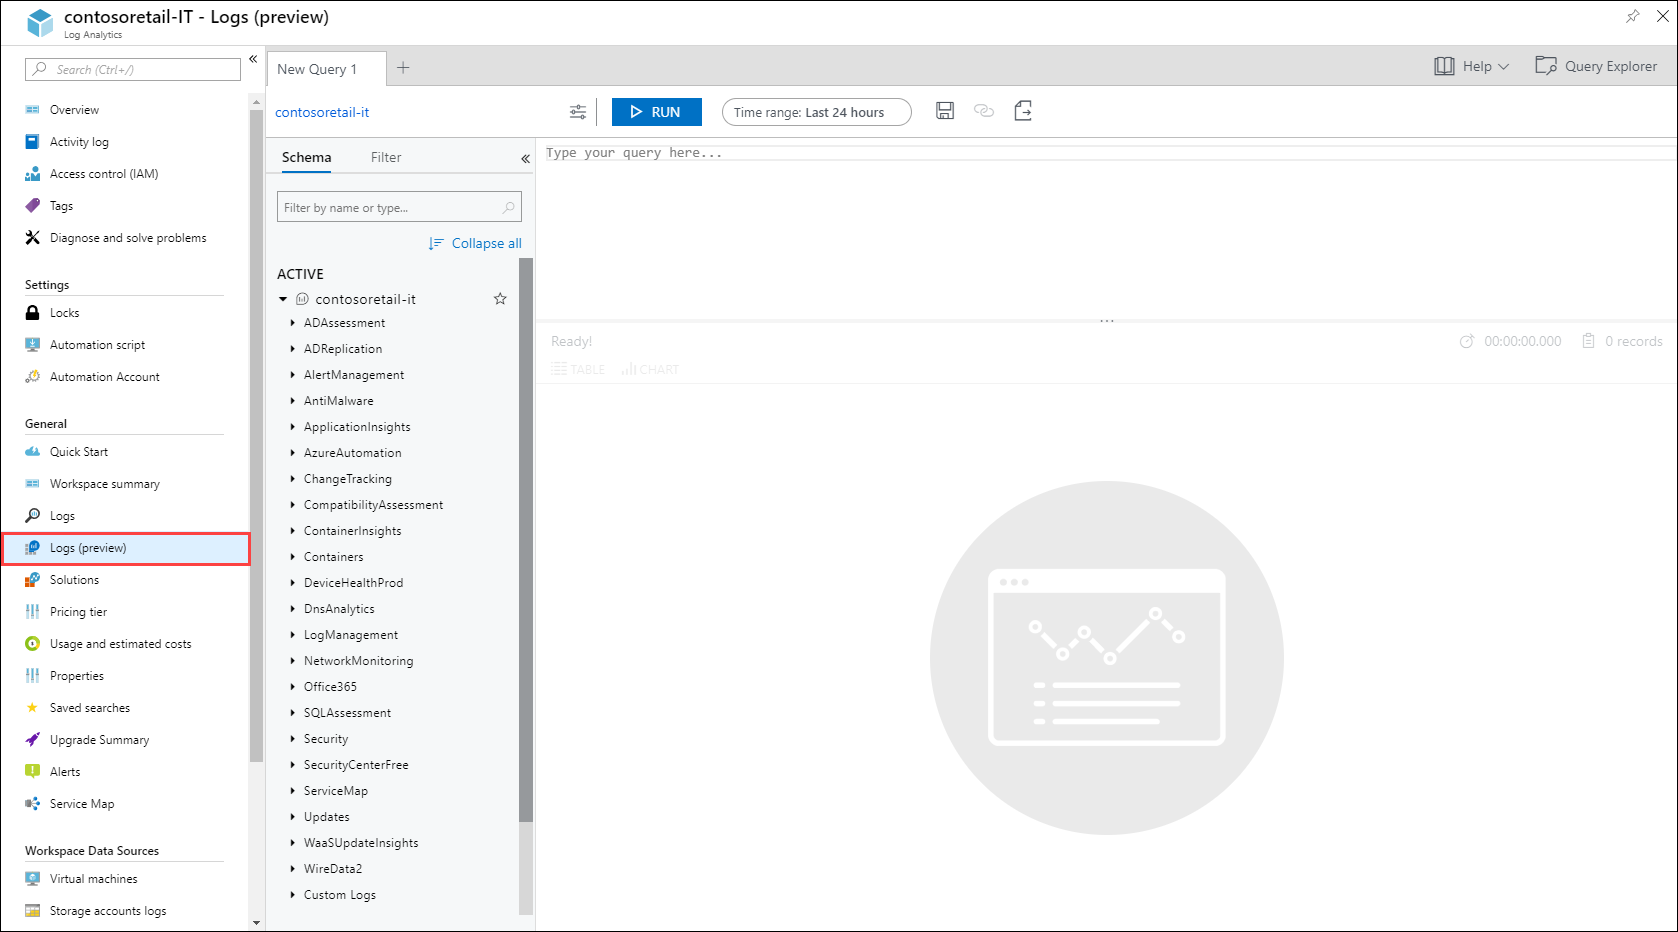 contosoretail-IT - Logs (preview)
Log Analytics
Search (Ctrl+/)
Overview
Activity log
Access control (IAM)
Tags
Diagnose and solve problems
Settings
Locks
Automation script
Automation Account
General
Quick Start
Workspace summary
Logs
Logs (preview)
Solutions
Pricing tier
Usage and estimated costs
Properties
Saved searches
Upgrade Summary
Alerts
Service Map
Workspace Data Sources
Virtual machines
Storage accounts logs
New Query 1
Help
Query Explorer
contosoretail-it
RUN
Time range: Last 24 hours
Schema
Filter
Filter by name or type...
Collapse all
ACTIVE
contosoretail-it
ADAssessment
ADReplication
AlertManagement
AntiMalware
ApplicationInsights
AzureAutomation
ChangeTracking
CompatibilityAssessment
ContainerInsights
Containers
DeviceHealthProd
DnsAnalytics
LogManagement
NetworkMonitoring
Office365
SQLAssessment
Security
SecurityCenterFree
ServiceMap
Updates
WaaSUpdateInsights
WireData2
Custom Logs
Type your query here...
Ready!
00:00:00.000
0 records
TABLE
CHART